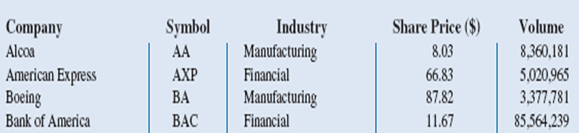 Company Symbol Industry Share Price ($) Volume
Alcoa AA Manufacturing 8.03 8,360,181
American Express AXP Financial 66.83 5,020,965
Boeing BA Manufacturing 87.82 3,377,781
Bank of America BAC Financial 11.67 85,564,239